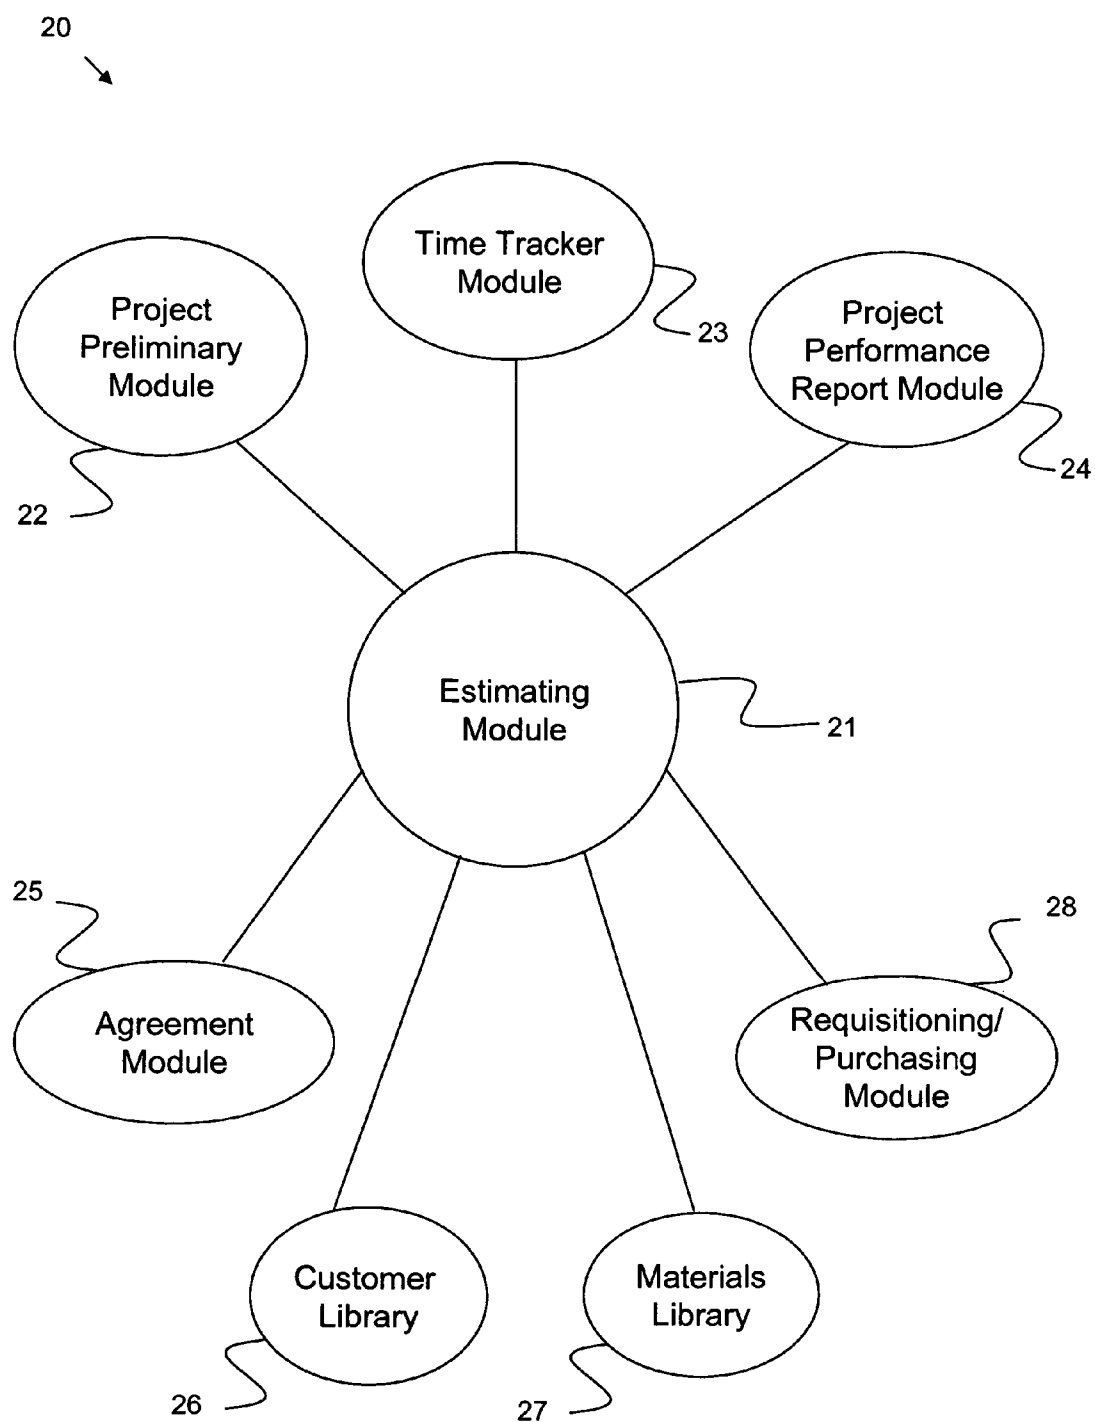 20
Time Tracker
Module
23
Project
Preliminary
Module
22
Project
Performance
Report Module
24
Estimating
Module
21
25
Agreement
Module
28
Requisitioning/
Purchasing
Module
Customer
Library
26
Materials
Library
27